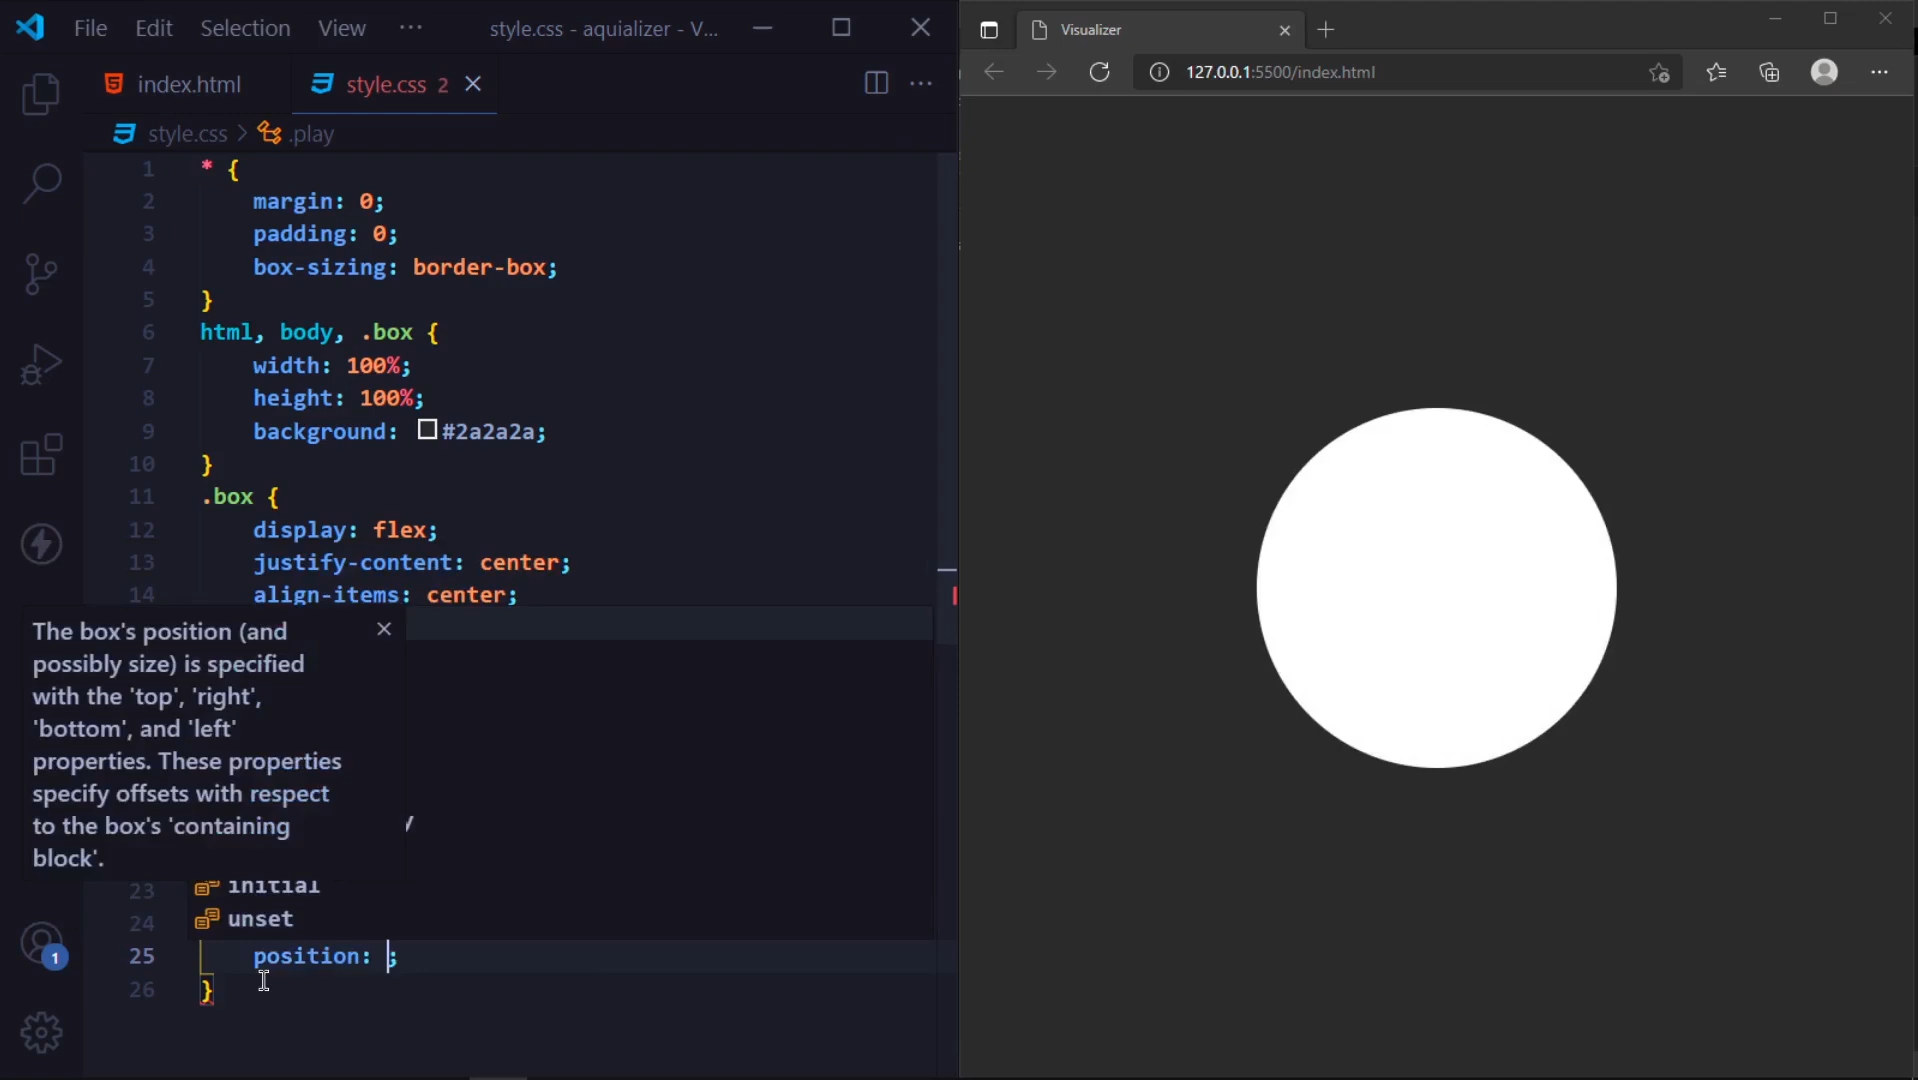 File Edit Selection View ··· style.css - aquializer - V...
index.html style.css 2
style.css > .play
1 * {
2 margin: 0;
3 padding: 0;
4 box-sizing: border-box;
5 }
6 html, body, .box {
7 width: 100%;
8 height: 100%;
9 background: #2a2a2a;
10 }
11 .box {
12 display: flex;
13 justify-content: center;
14 align-items: center;
The box's position (and
possibly size) is specified
with the 'top', 'right',
'bottom', and 'left'
properties. These properties
specify offsets with respect
to the box's 'containing
block'.
23 initial
24 unset
25 position: ;
26 }
1
Visualizer
127.0.0.1:5500/index.html